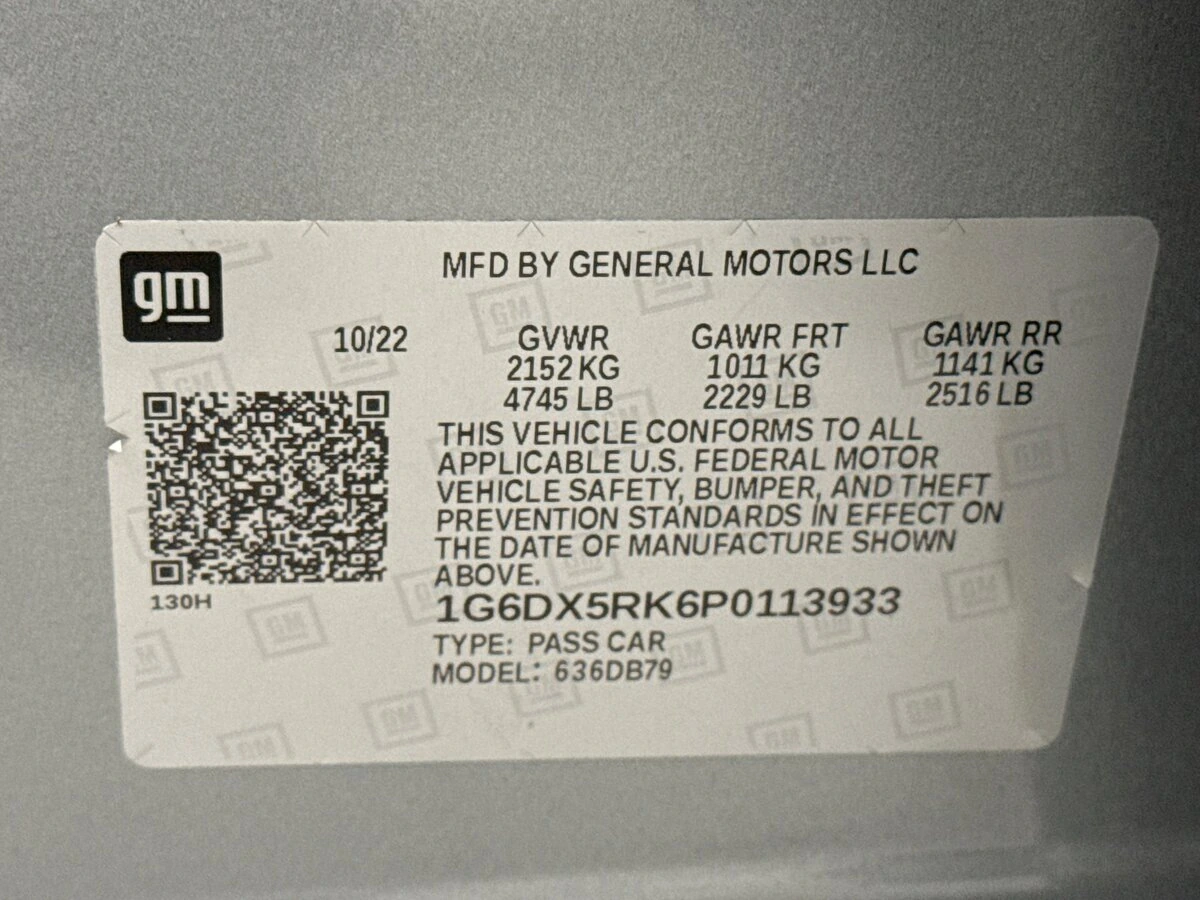 gm
MFD BY GENERAL MOTORS LLC
10/22 GVWR GAWR FRT GAWR RR
2152 KG 1011 KG 1141 KG
4745 LB 2229 LB 2516 LB
THIS VEHICLE CONFORMS TO ALL
APPLICABLE U.S. FEDERAL MOTOR
VEHICLE SAFETY, BUMPER, AND THEFT
PREVENTION STANDARDS IN EFFECT ON
THE DATE OF MANUFACTURE SHOWN
ABOVE.
130H
1G6DX5RK6P0113933
TYPE: PASS CAR
MODEL: 636DB79